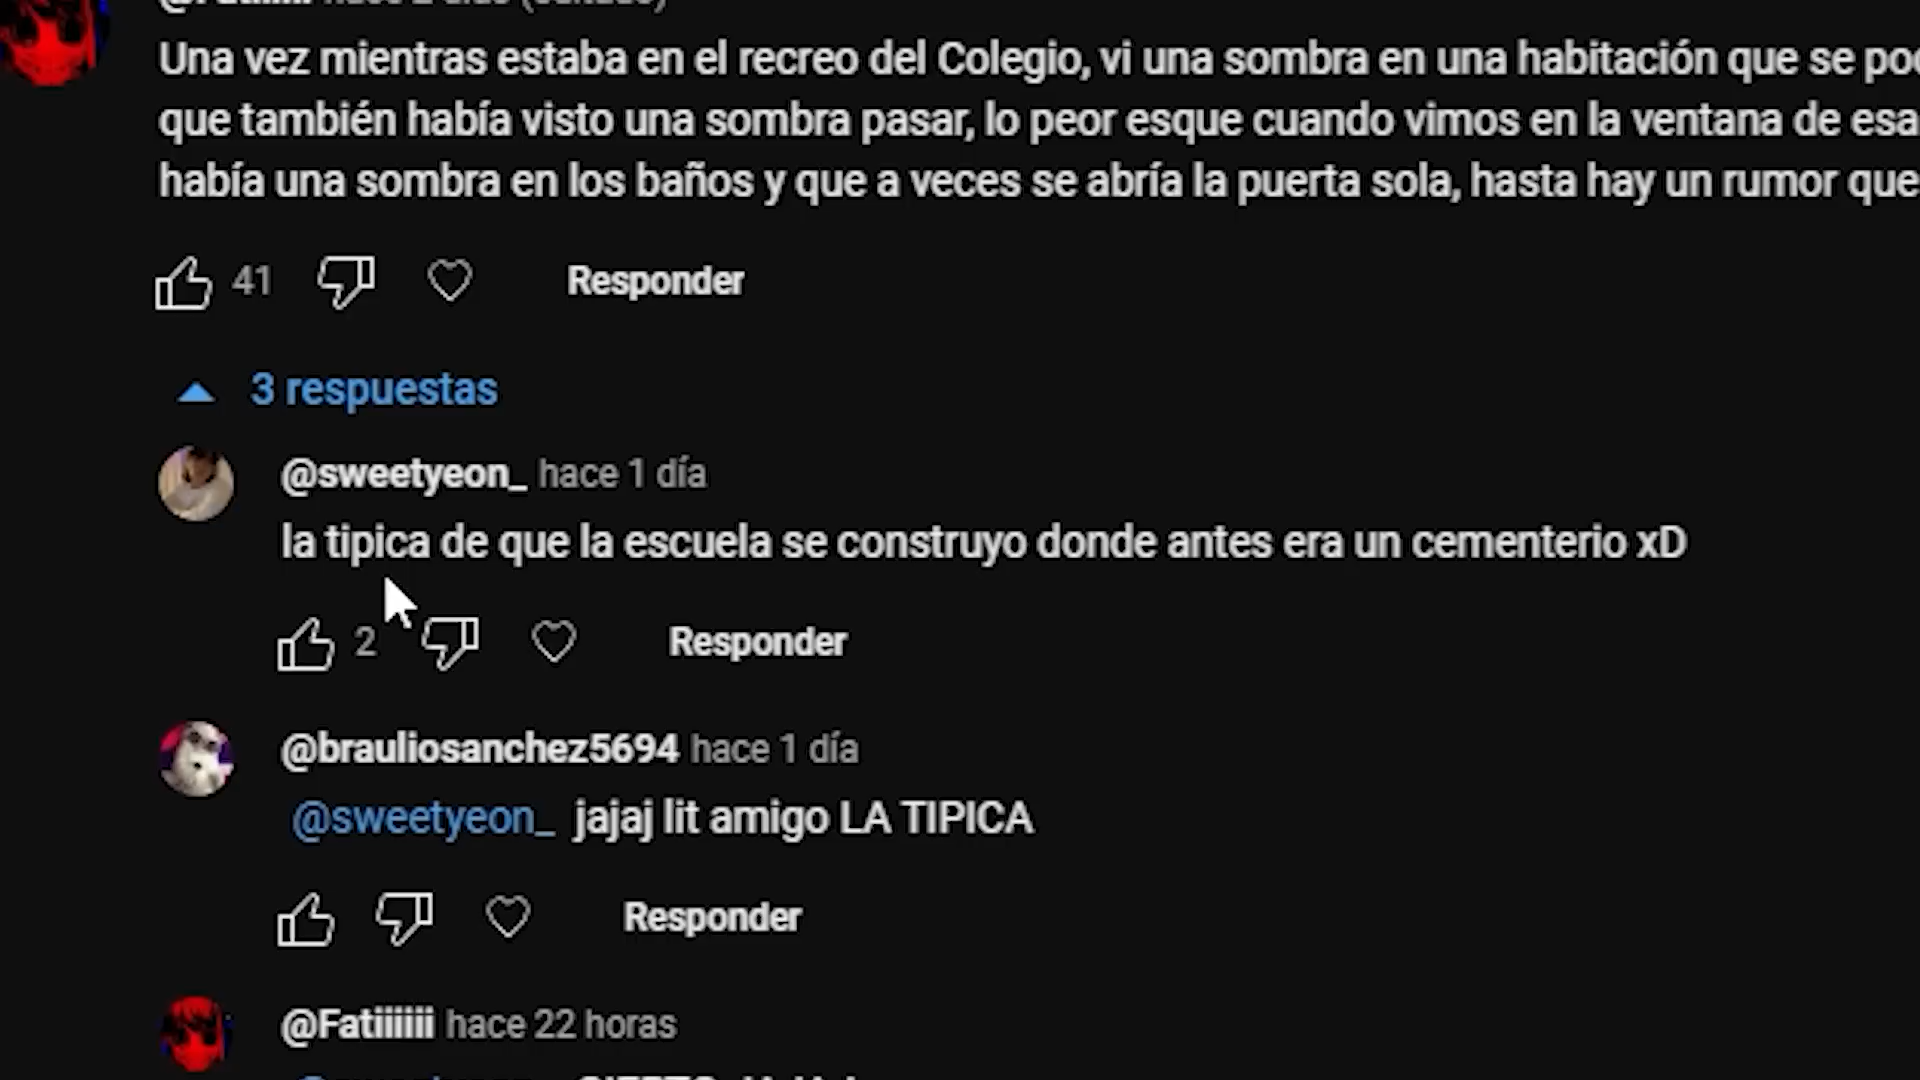 Una vez mientras estaba en el recreo del Colegio, vi una sombra en una habitación que se
que también había visto una sombra pasar, lo peor esque cuando vimos en la ventana de esa
había una sombra en los baños y que a veces se abría la puerta sola, hasta hay un rumor que
41 Responder
3 respuestas
@sweetyeon_ hace 1 día
la tipica de que la escuela se construyo donde antes era un cementerio xD
2 Responder
@brauliosanchez5694 hace 1 día
@sweetyeon_ jajaj lit amigo LA TIPICA
Responder
@Fatiiiiiii hace 22 horas